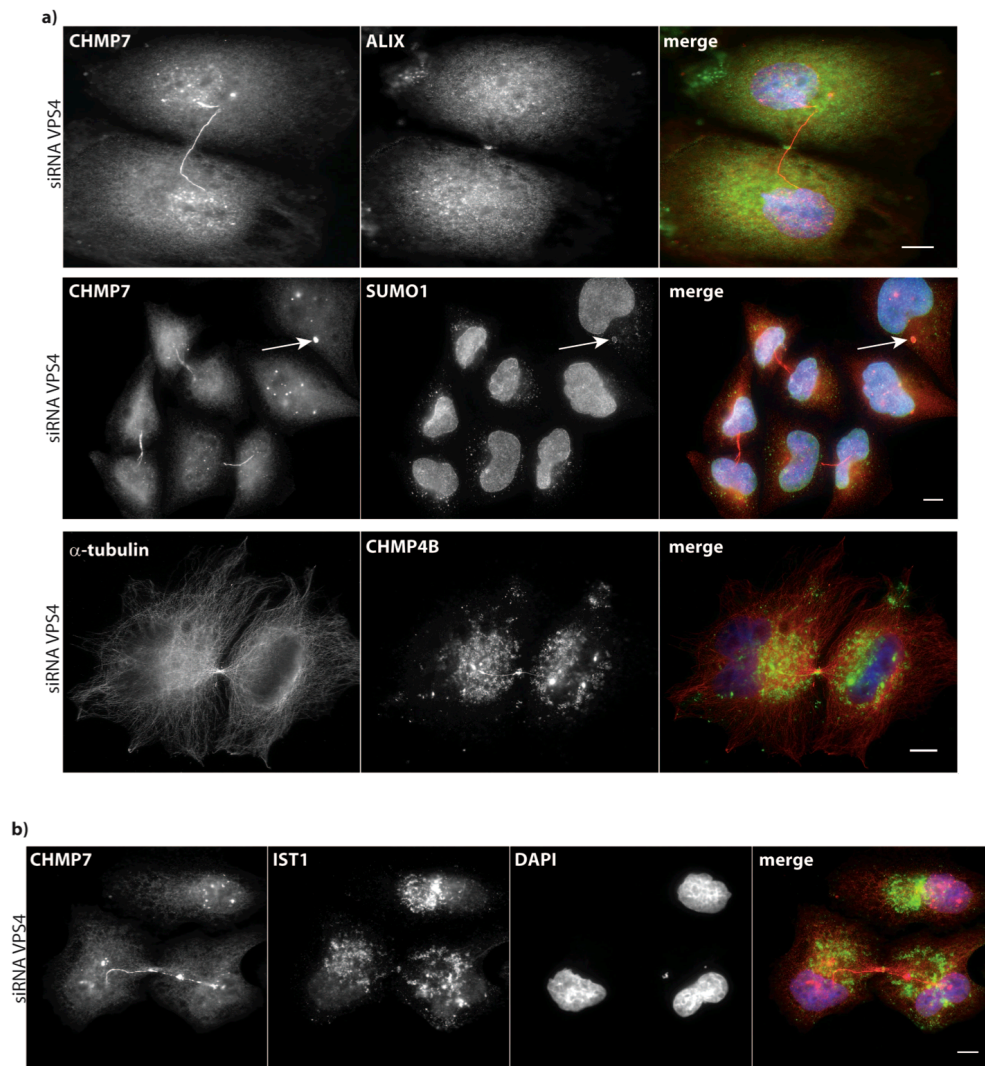 a)
CHMP7 ALIX merge
siRNA VPS4
CHMP7 SUMO1 merge
siRNA VPS4
α-tubulin CHMP4B merge
siRNA VPS4
b)
CHMP7 IST1 DAPI merge
siRNA VPS4